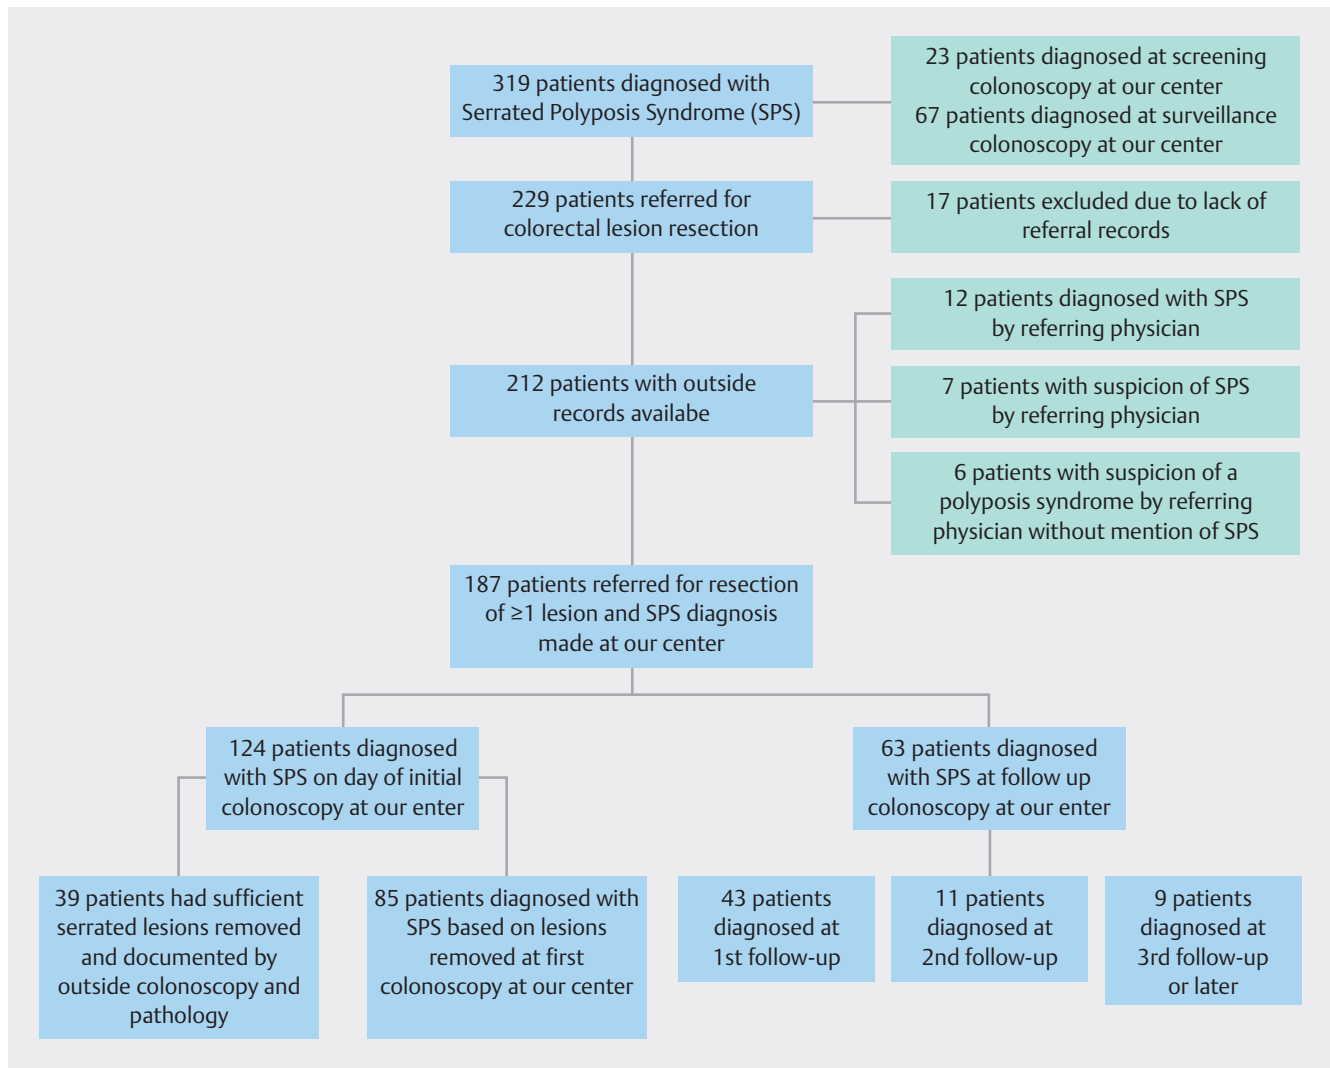 319 patients diagnosed with
Serrated Polyposis Syndrome (SPS)
23 patients diagnosed at screening
colonoscopy at our center
67 patients diagnosed at surveillance
colonoscopy at our center
229 patients referred for
colorectal lesion resection
17 patients excluded due to lack of
referral records
12 patients diagnosed with SPS
by referring physician
212 patients with outside
records availabe
7 patients with suspicion of SPS
by referring physician
6 patients with suspicion of a
polyposis syndrome by referring
physician without mention of SPS
187 patients referred for resection
of ≥1 lesion and SPS diagnosis
made at our center
124 patients diagnosed
with SPS on day of initial
colonoscopy at our enter
63 patients diagnosed
with SPS at follow up
colonoscopy at our enter
39 patients had sufficient
serrated lesions removed
and documented by
outside colonoscopy and
pathology
85 patients diagnosed with
SPS based on lesions
removed at first
colonoscopy at our center
43 patients
diagnosed at
1st follow-up
11 patients
diagnosed at
2nd follow-up
9 patients
diagnosed at
3rd follow-up
or later